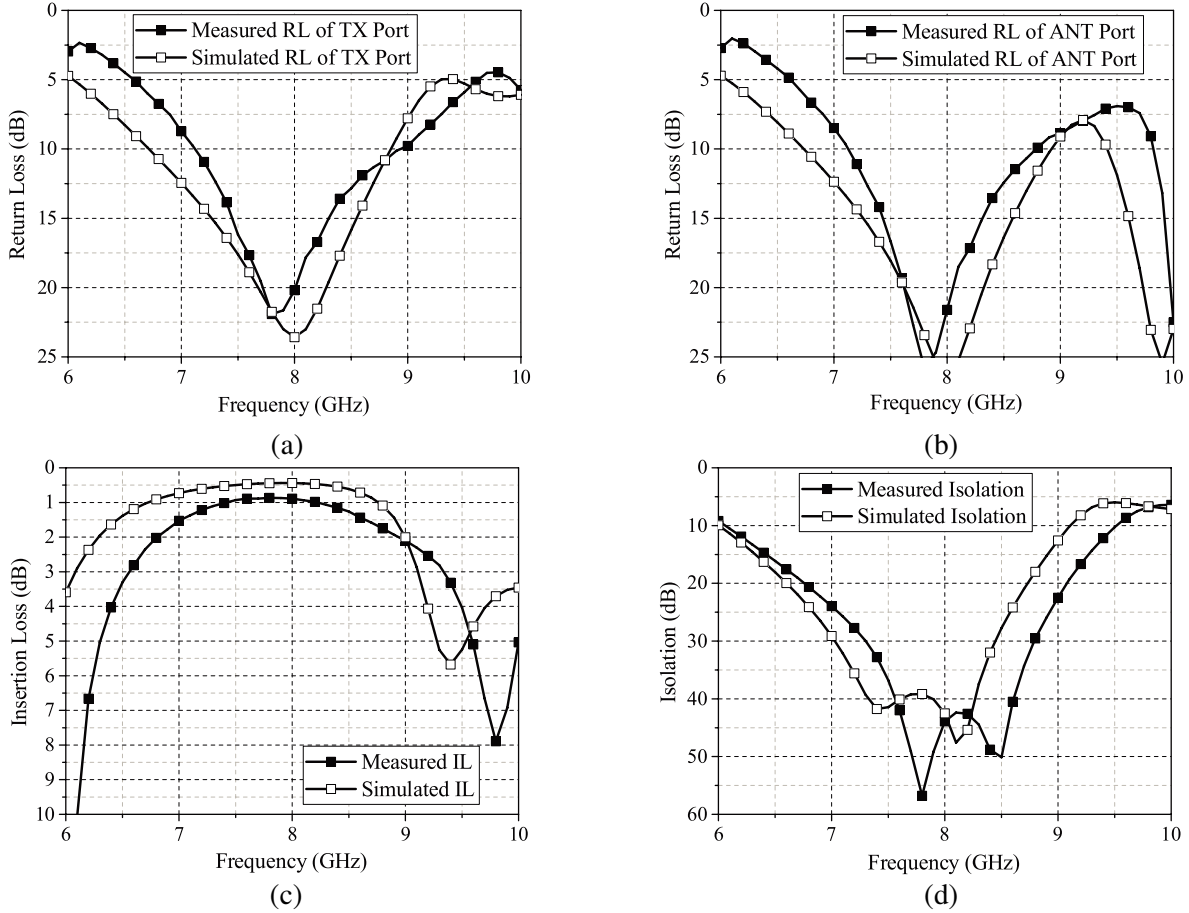 Measured RL of TX Port
Simulated RL of TX Port
Return Loss (dB)
0
5
10
15
20
25
6
7
8
9
10
Frequency (GHz)
(a)
Measured RL of ANT Port
Simulated RL of ANT Port
Return Loss (dB)
0
5
10
15
20
25
6
7
8
9
10
Frequency (GHz)
(b)
Insertion Loss (dB)
0
1
2
3
4
5
6
7
8
9
10
Measured IL
Simulated IL
6
7
8
9
10
Frequency (GHz)
(c)
Measured Isolation
Simulated Isolation
Isolation (dB)
0
10
20
30
40
50
60
6
7
8
9
10
Frequency (GHz)
(d)